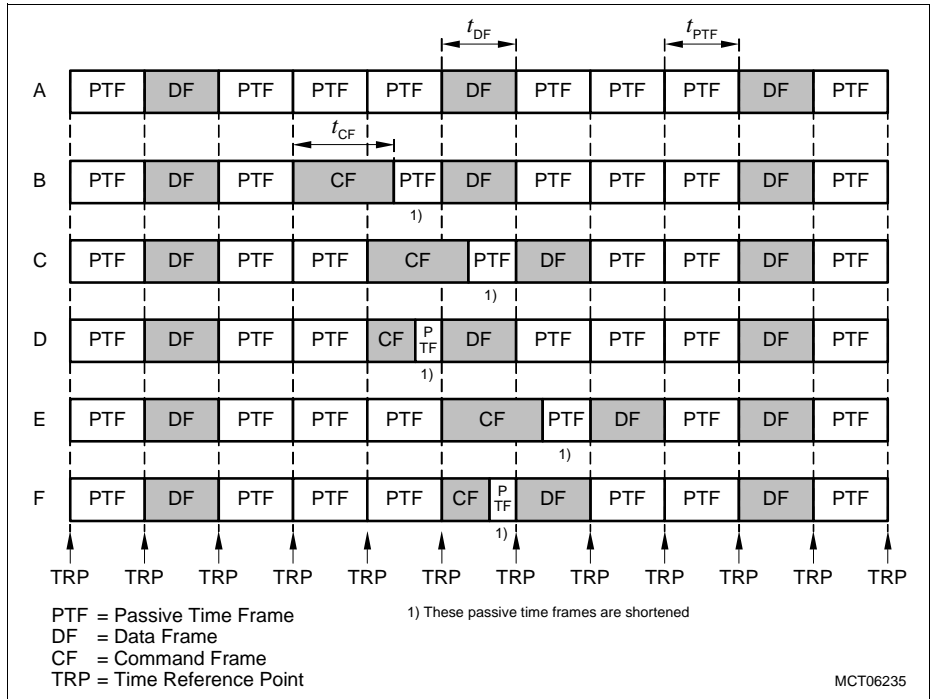 t DF
t PTF
A PTF DF PTF PTF PTF DF PTF PTF PTF DF PTF
t CF
B PTF DF PTF CF PTF DF PTF PTF PTF DF PTF
1)
C PTF DF PTF PTF CF PTF DF PTF PTF DF PTF
1)
D PTF DF PTF PTF CF P TF DF PTF PTF PTF DF PTF
1)
E PTF DF PTF PTF PTF CF PTF DF PTF DF PTF
1)
F PTF DF PTF PTF PTF CF P TF DF PTF PTF DF PTF
1)
TRP TRP TRP TRP TRP TRP TRP TRP TRP TRP TRP TRP
PTF = Passive Time Frame
1) These passive time frames are shortened
DF = Data Frame
CF = Command Frame
TRP = Time Reference Point
MCT06235